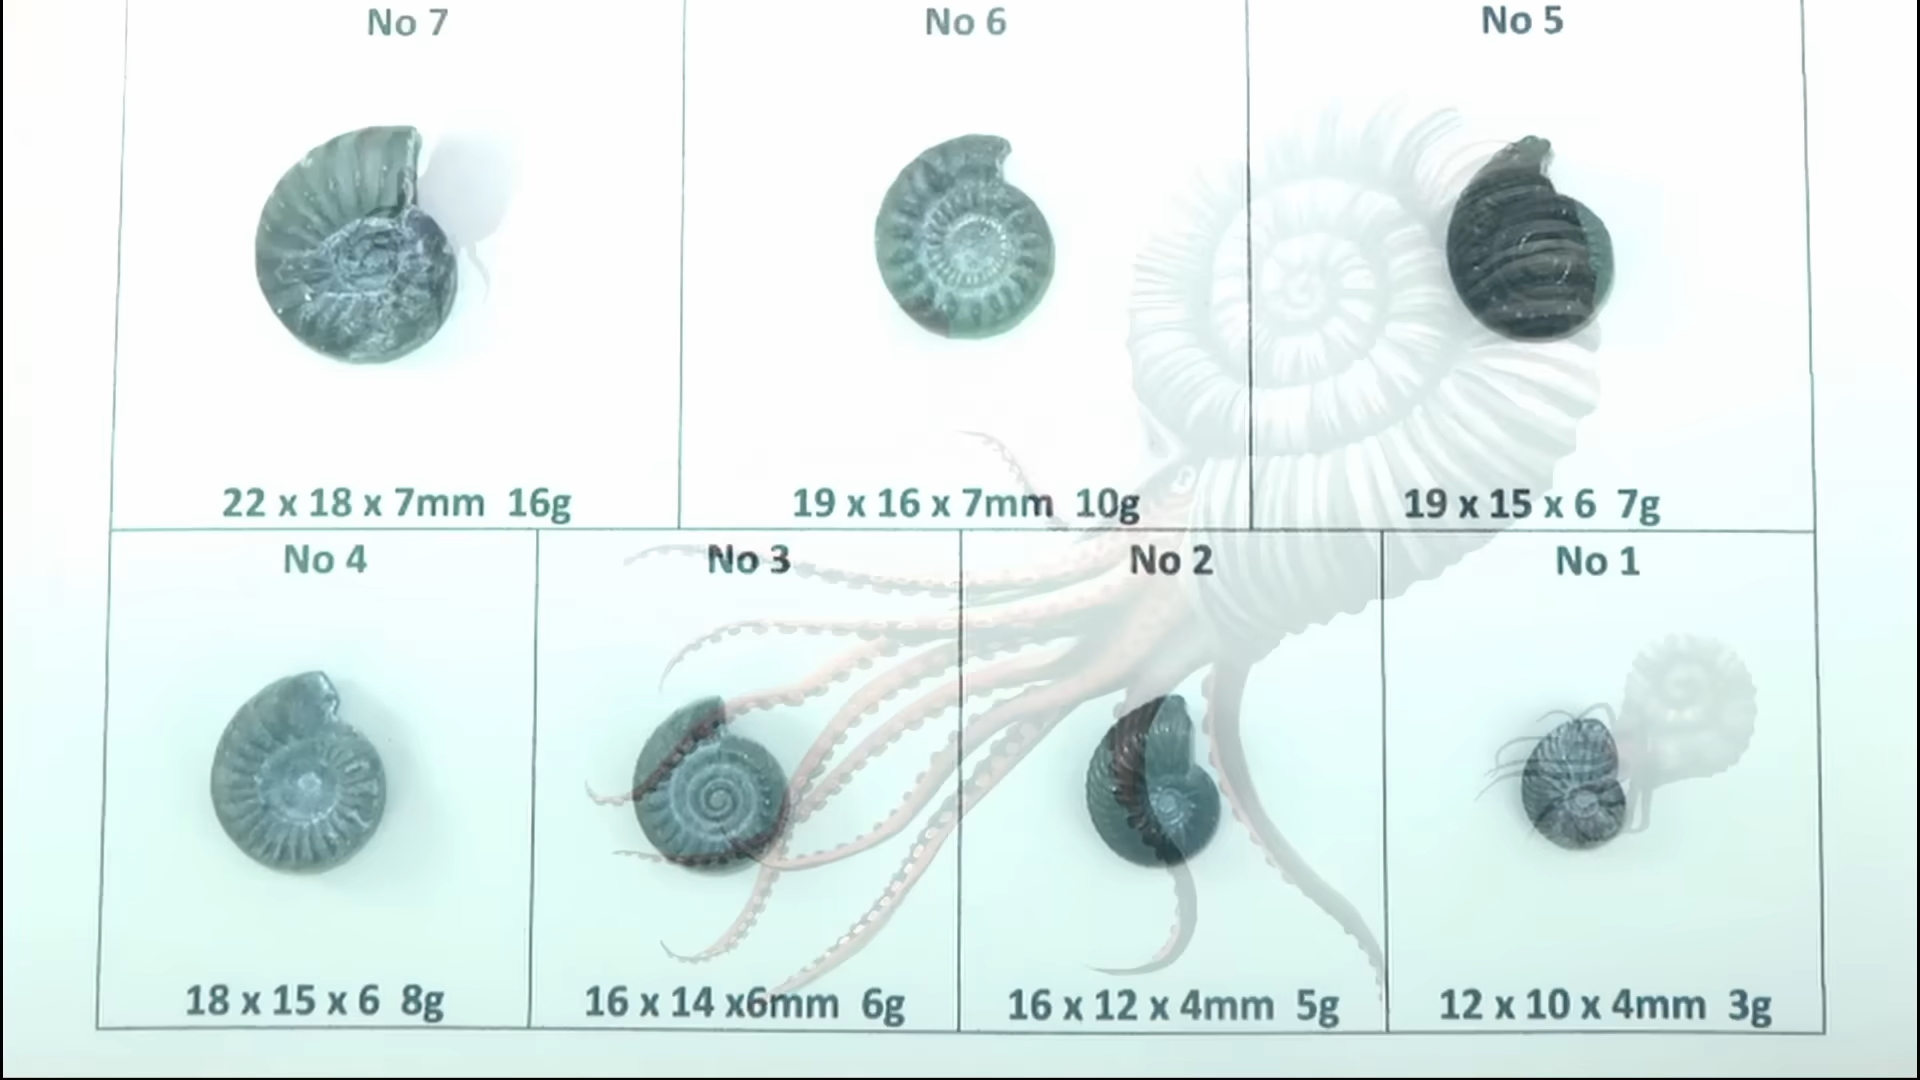 No 7
No 6
No 5
22 x 18 x 7mm 16g
19 x 16 x 7mm 10g
19 x 15 x 6 7g
No 4
No 3
No 2
No 1
18 x 15 x 6 8g
16 x 14 x6mm 6g
16 x 12 x 4mm 5g
12 x 10 x 4mm 3g